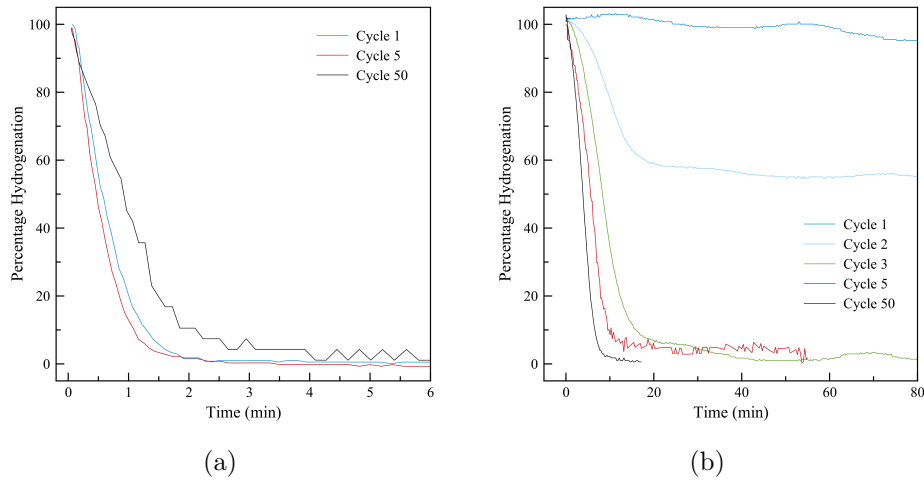 100
80
60
40
20
0
Percentage Hydrogenation
0
1
2
3
4
5
6
Time (min)
Cycle 1
Cycle 5
Cycle 50
(a)
100
80
60
40
20
0
Percentage Hydrogenation
0
20
40
60
80
Time (min)
Cycle 1
Cycle 2
Cycle 3
Cycle 5
Cycle 50
(b)